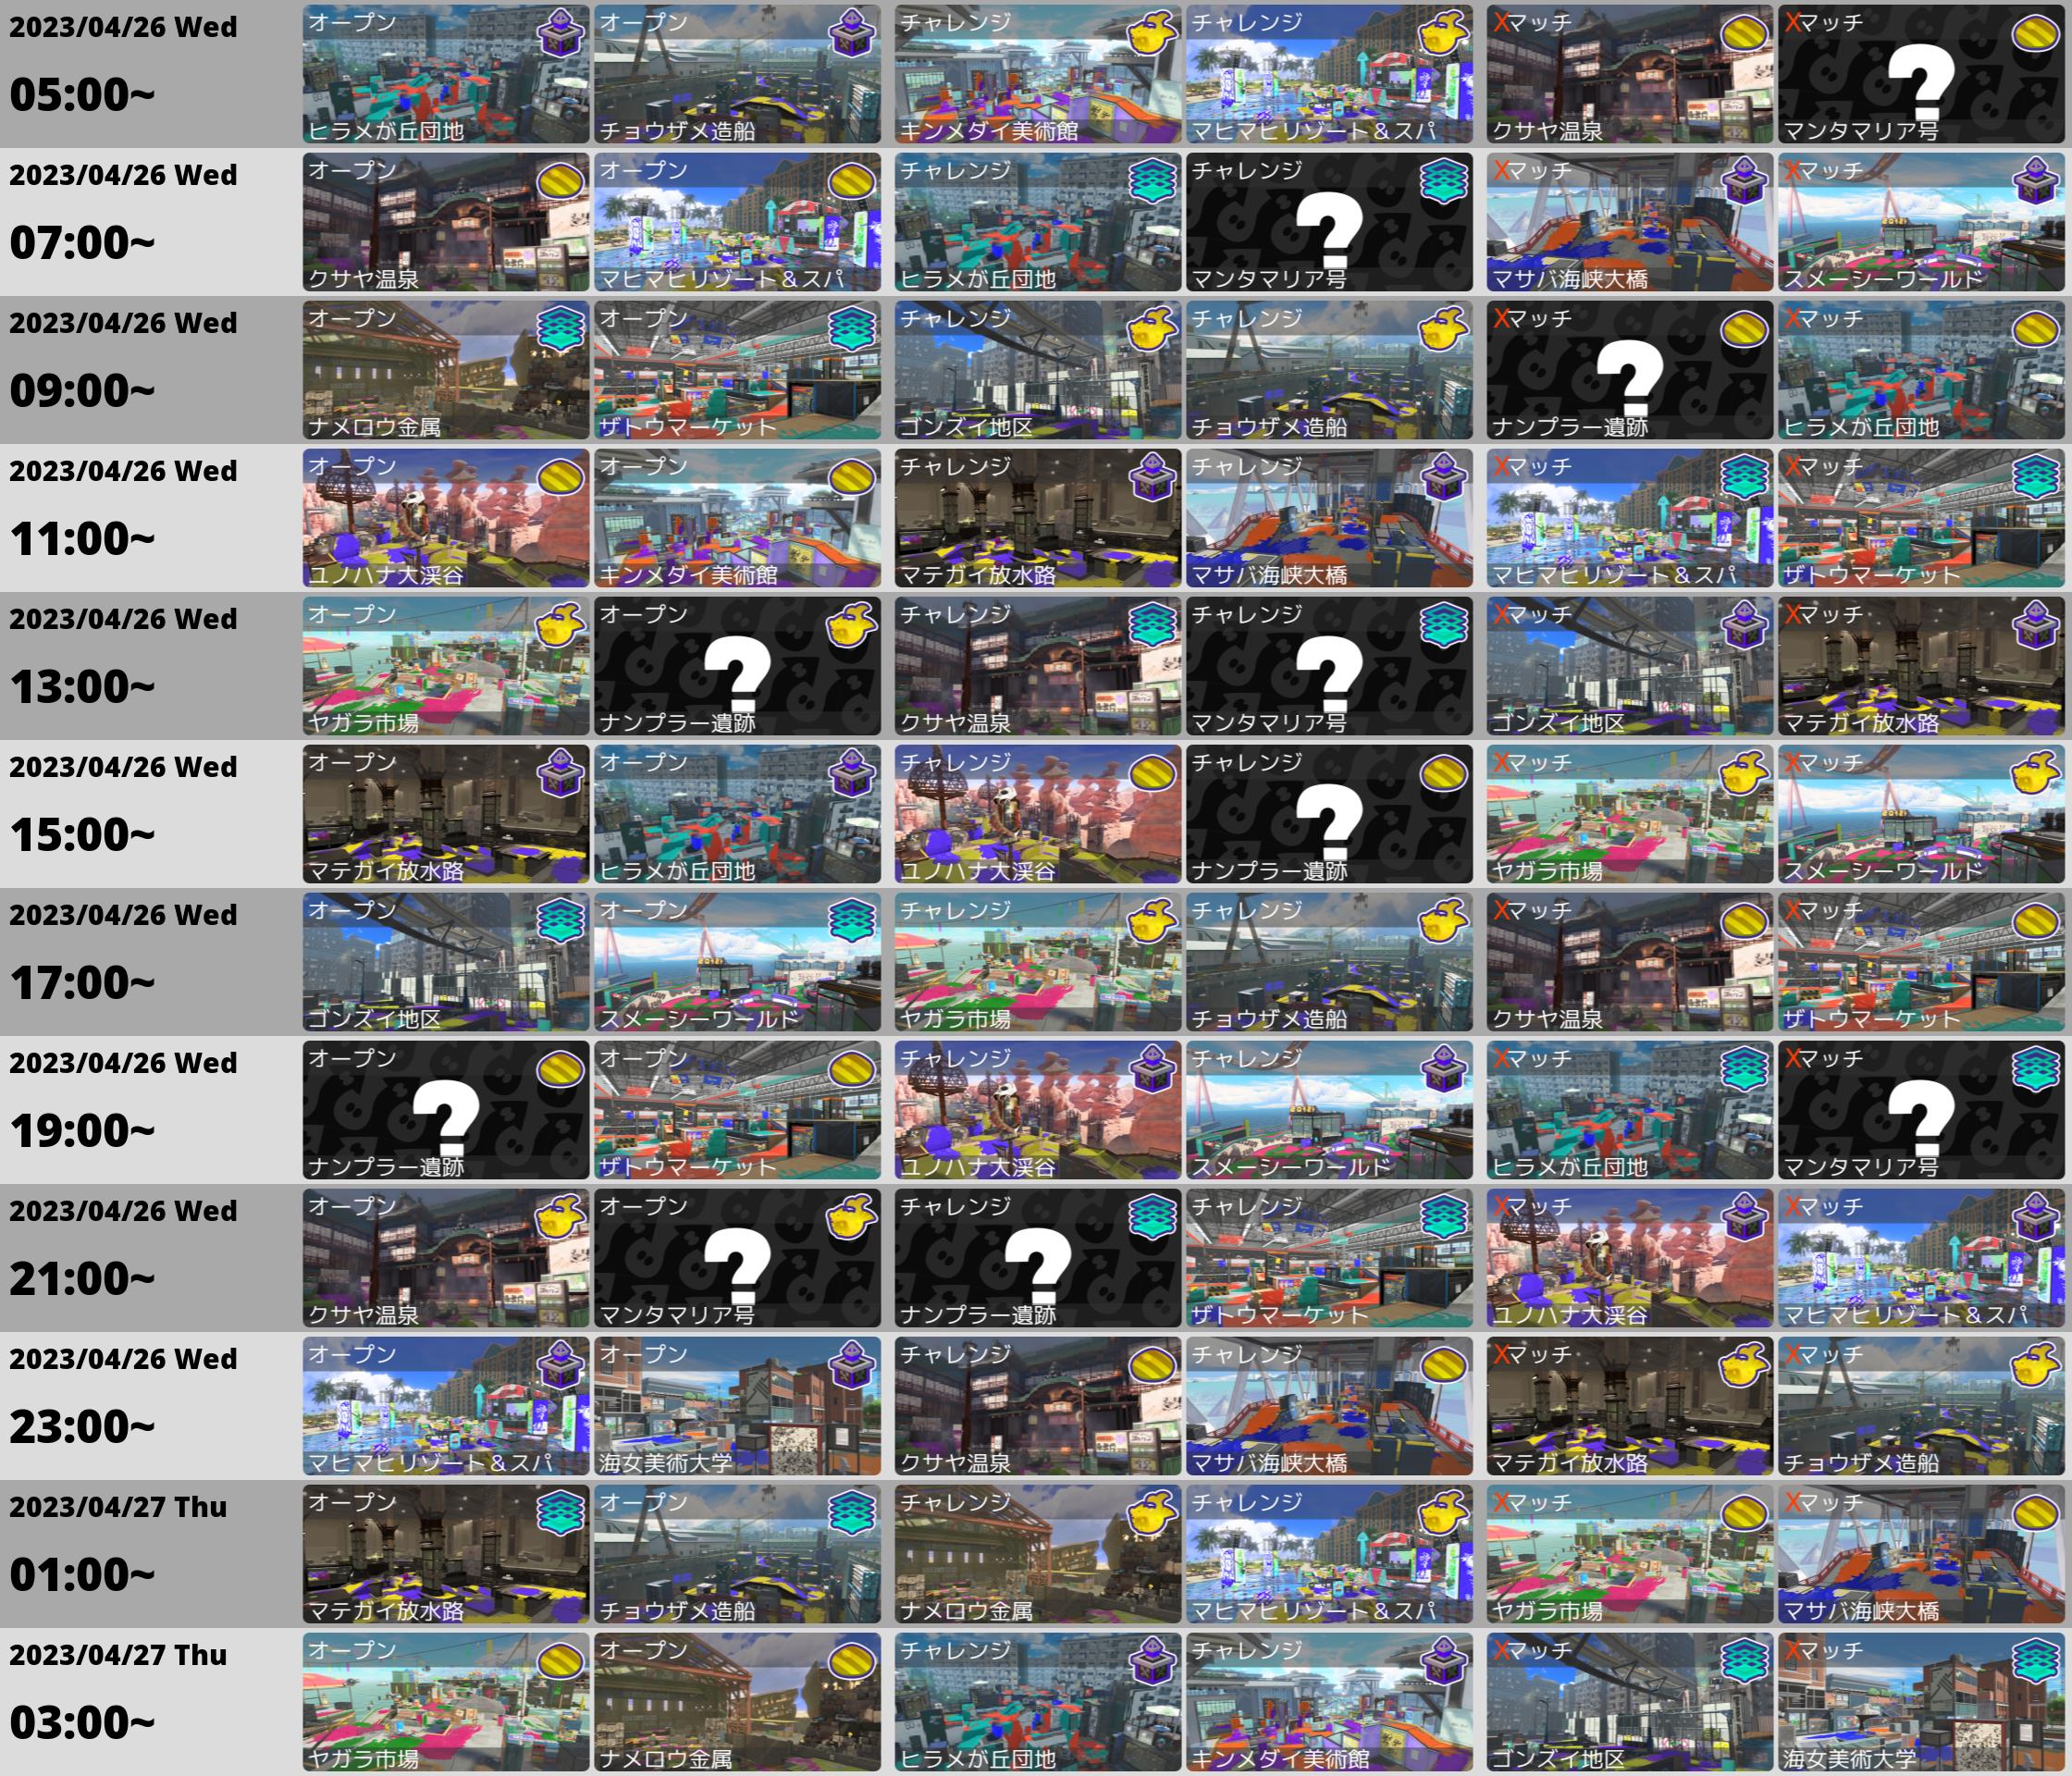 2023/04/26 Wed
05:00~
オープン オープン チャレンジ チャレンジ Xマッチ Xマッチ
ヒラメが丘団地 チョウザメ造船 キンメダイ美術館 マヒマヒリゾート＆スパ クサヤ温泉 マンタマリア号
2023/04/26 Wed
07:00~
オープン オープン チャレンジ チャレンジ Xマッチ Xマッチ
クサヤ温泉 マヒマヒリゾート＆スパ ヒラメが丘団地 マンタマリア号 マサバ海峡大橋 スメーシーワールド
2023/04/26 Wed
09:00~
オープン オープン チャレンジ チャレンジ Xマッチ Xマッチ
ナメロウ金属 ザトウマーケット ゴンズイ地区 チョウザメ造船 ナンプラー遺跡 ヒラメが丘団地
2023/04/26 Wed
11:00~
オープン オープン チャレンジ チャレンジ Xマッチ Xマッチ
ユノハナ大渓谷 キンメダイ美術館 マテガイ放水路 マサバ海峡大橋 マヒマヒリゾート＆スパ ザトウマーケット
2023/04/26 Wed
13:00~
オープン オープン チャレンジ チャレンジ Xマッチ Xマッチ
ヤガラ市場 ナンプラー遺跡 クサヤ温泉 マンタマリア号 ゴンズイ地区 マテガイ放水路
2023/04/26 Wed
15:00~
オープン オープン チャレンジ チャレンジ Xマッチ Xマッチ
マテガイ放水路 ヒラメが丘団地 ユノハナ大渓谷 ナンプラー遺跡 ヤガラ市場 スメーシーワールド
2023/04/26 Wed
17:00~
オープン オープン チャレンジ チャレンジ Xマッチ Xマッチ
ゴンズイ地区 スメーシーワールド ヤガラ市場 チョウザメ造船 クサヤ温泉 ザトウマーケット
2023/04/26 Wed
19:00~
オープン オープン チャレンジ チャレンジ Xマッチ Xマッチ
ナンプラー遺跡 ザトウマーケット ユノハナ大渓谷 スメーシーワールド ヒラメが丘団地 マンタマリア号
2023/04/26 Wed
21:00~
オープン オープン チャレンジ チャレンジ Xマッチ Xマッチ
クサヤ温泉 マンタマリア号 ナンプラー遺跡 ザトウマーケット ユノハナ大渓谷 マヒマヒリゾート＆スパ
2023/04/26 Wed
23:00~
オープン オープン チャレンジ チャレンジ Xマッチ Xマッチ
マヒマヒリゾート＆スパ 海女美術大学 クサヤ温泉 マサバ海峡大橋 マテガイ放水路 チョウザメ造船
2023/04/27 Thu
01:00~
オープン オープン チャレンジ チャレンジ Xマッチ Xマッチ
マテガイ放水路 チョウザメ造船 ナメロウ金属 マヒマヒリゾート＆スパ ヤガラ市場 マサバ海峡大橋
2023/04/27 Thu
03:00~
オープン オープン チャレンジ チャレンジ Xマッチ Xマッチ
ヤガラ市場 ナメロウ金属 ヒラメが丘団地 キンメダイ美術館 ゴンズイ地区 海女美術大学